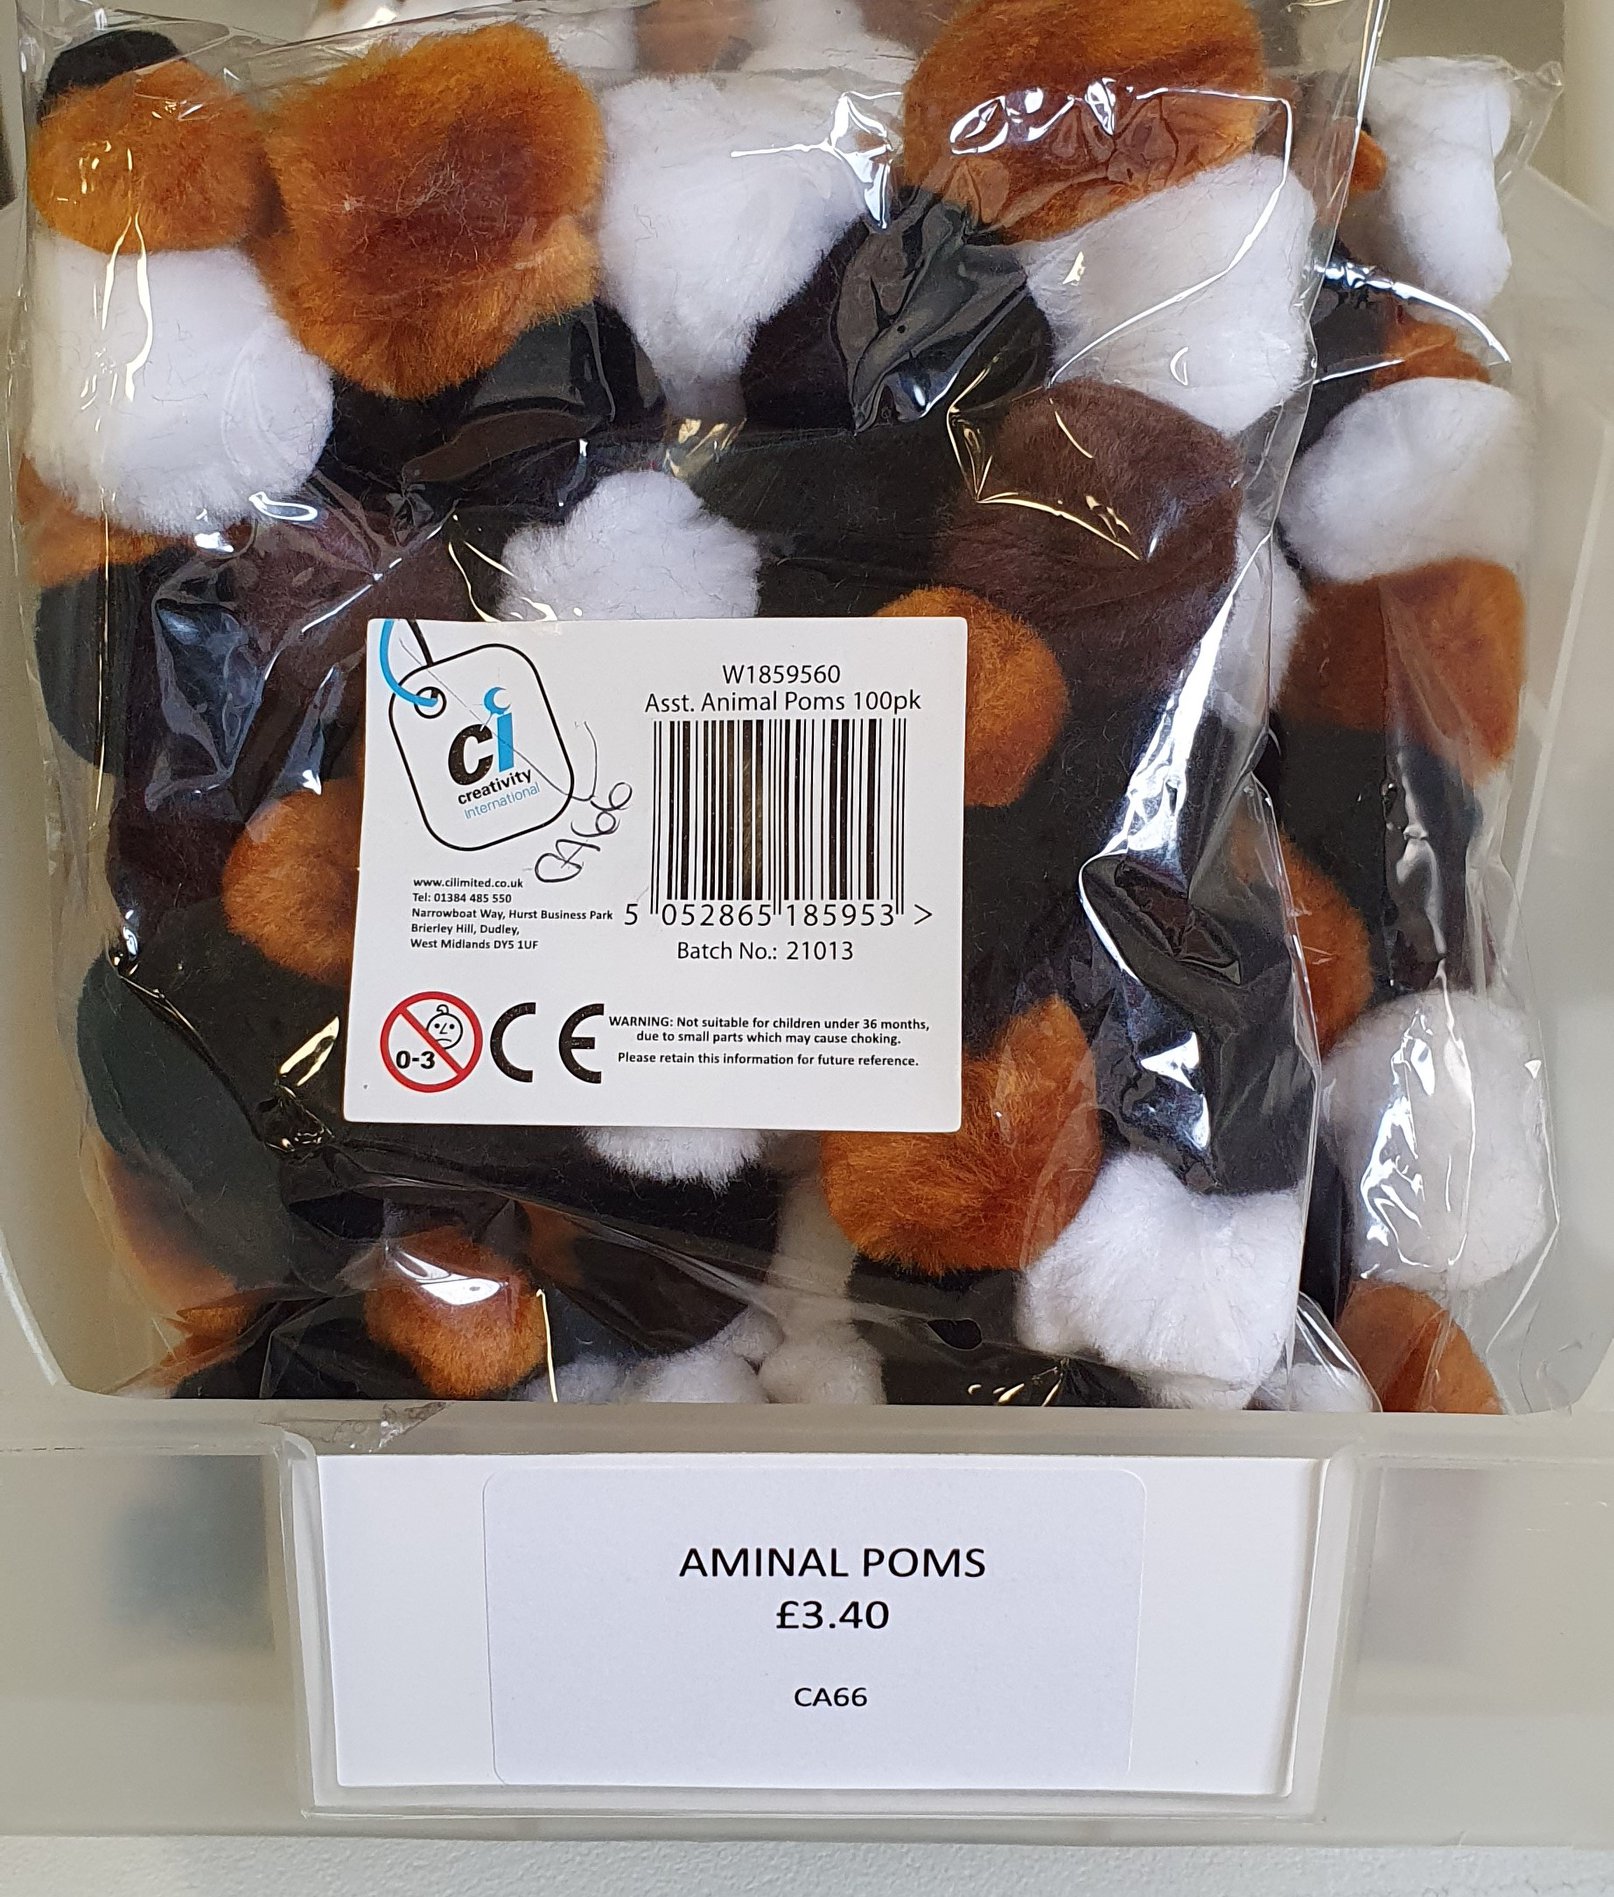 W1859560
Asst. Animal Poms 100pk
ci
creativity
international
CA66
www.cilimited.co.uk
Tel: 01384 485 550
Narrowboat Way, Hurst Business Park
Brierley Hill, Dudley,
West Midlands DY5 1UF
5 052865 185953 >
Batch No.: 21013
0-3
CE
WARNING: Not suitable for children under 36 months,
due to small parts which may cause choking.
Please retain this information for future reference.
AMINAL POMS
£3.40
CA66